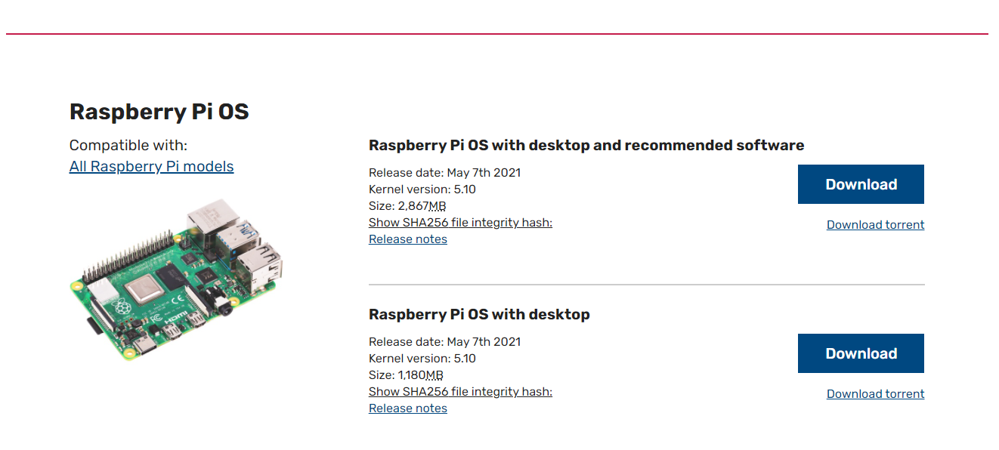 Raspberry Pi OS
Compatible with:
All Raspberry Pi models
HDMI
Raspberry Pi OS with desktop and recommended software
Release date: May 7th 2021
Kernel version: 5.10
Size: 2,867MB
Show SHA256 file integrity hash:
Release notes
Download
Download torrent
Raspberry Pi OS with desktop
Release date: May 7th 2021
Kernel version: 5.10
Size: 1,180MB
Show SHA256 file integrity hash:
Release notes
Download
Download torrent